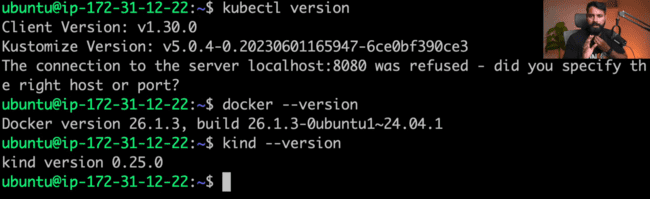 ubuntu@ip-172-31-12-22:~$ kubectl version
Client Version: v1.30.0
Kustomize Version: v5.0.4-0.20230601165947-6ce0bf390ce3
The connection to the server localhost:8080 was refused - did you specify th
e right host or port?
ubuntu@ip-172-31-12-22:~$ docker --version
Docker version 26.1.3, build 26.1.3-0ubuntu1~24.04.1
ubuntu@ip-172-31-12-22:~$ kind --version
kind version 0.25.0
ubuntu@ip-172-31-12-22:~$